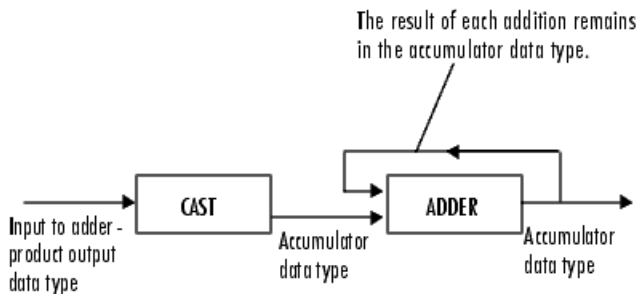 The result of each addition remains
in the accumulator data type.
CAST
ADDER
Input to adder -
product output
data type
Accumulator
data type
Accumulator
data type